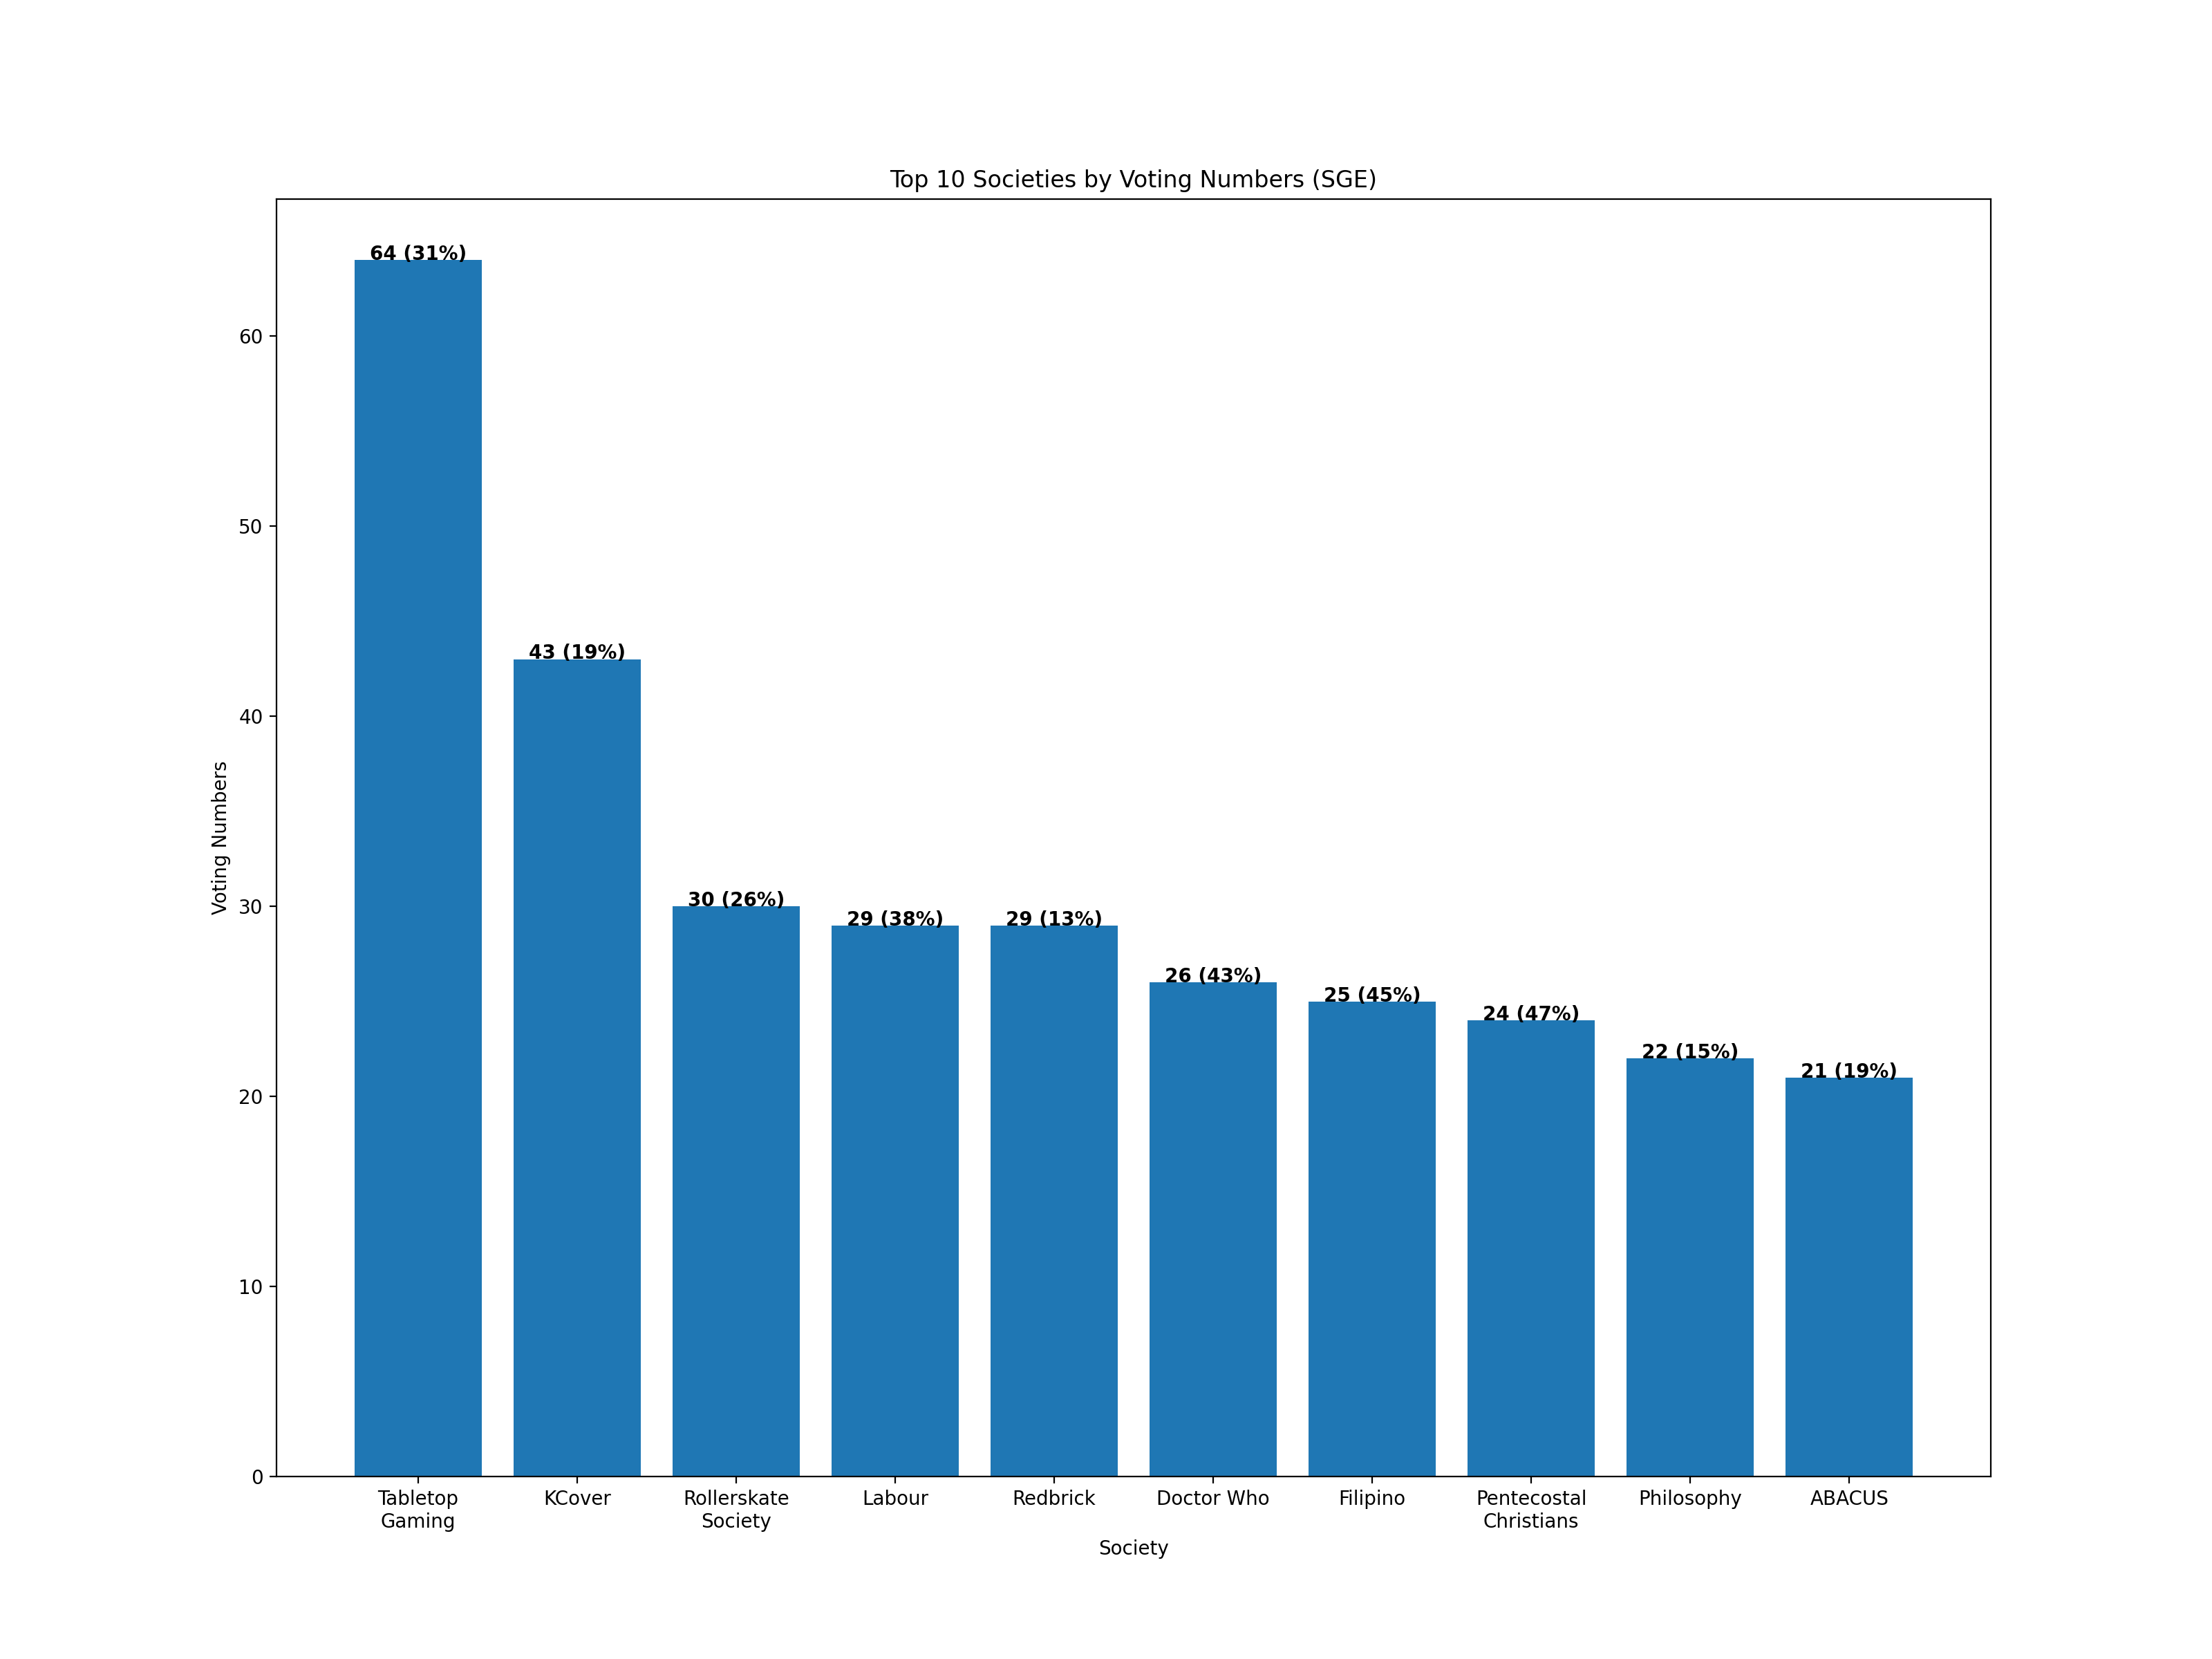 Top 10 Societies by Voting Numbers (SGE)
Voting Numbers
60
50
40
30
20
10
0
64 (31%)
43 (19%)
30 (26%)
29 (38%)
29 (13%)
26 (43%)
25 (45%)
24 (47%)
22 (15%)
21 (19%)
Tabletop
Gaming
KCover
Rollerskate
Society
Labour
Redbrick
Doctor Who
Filipino
Pentecostal
Christians
Philosophy
ABACUS
Society